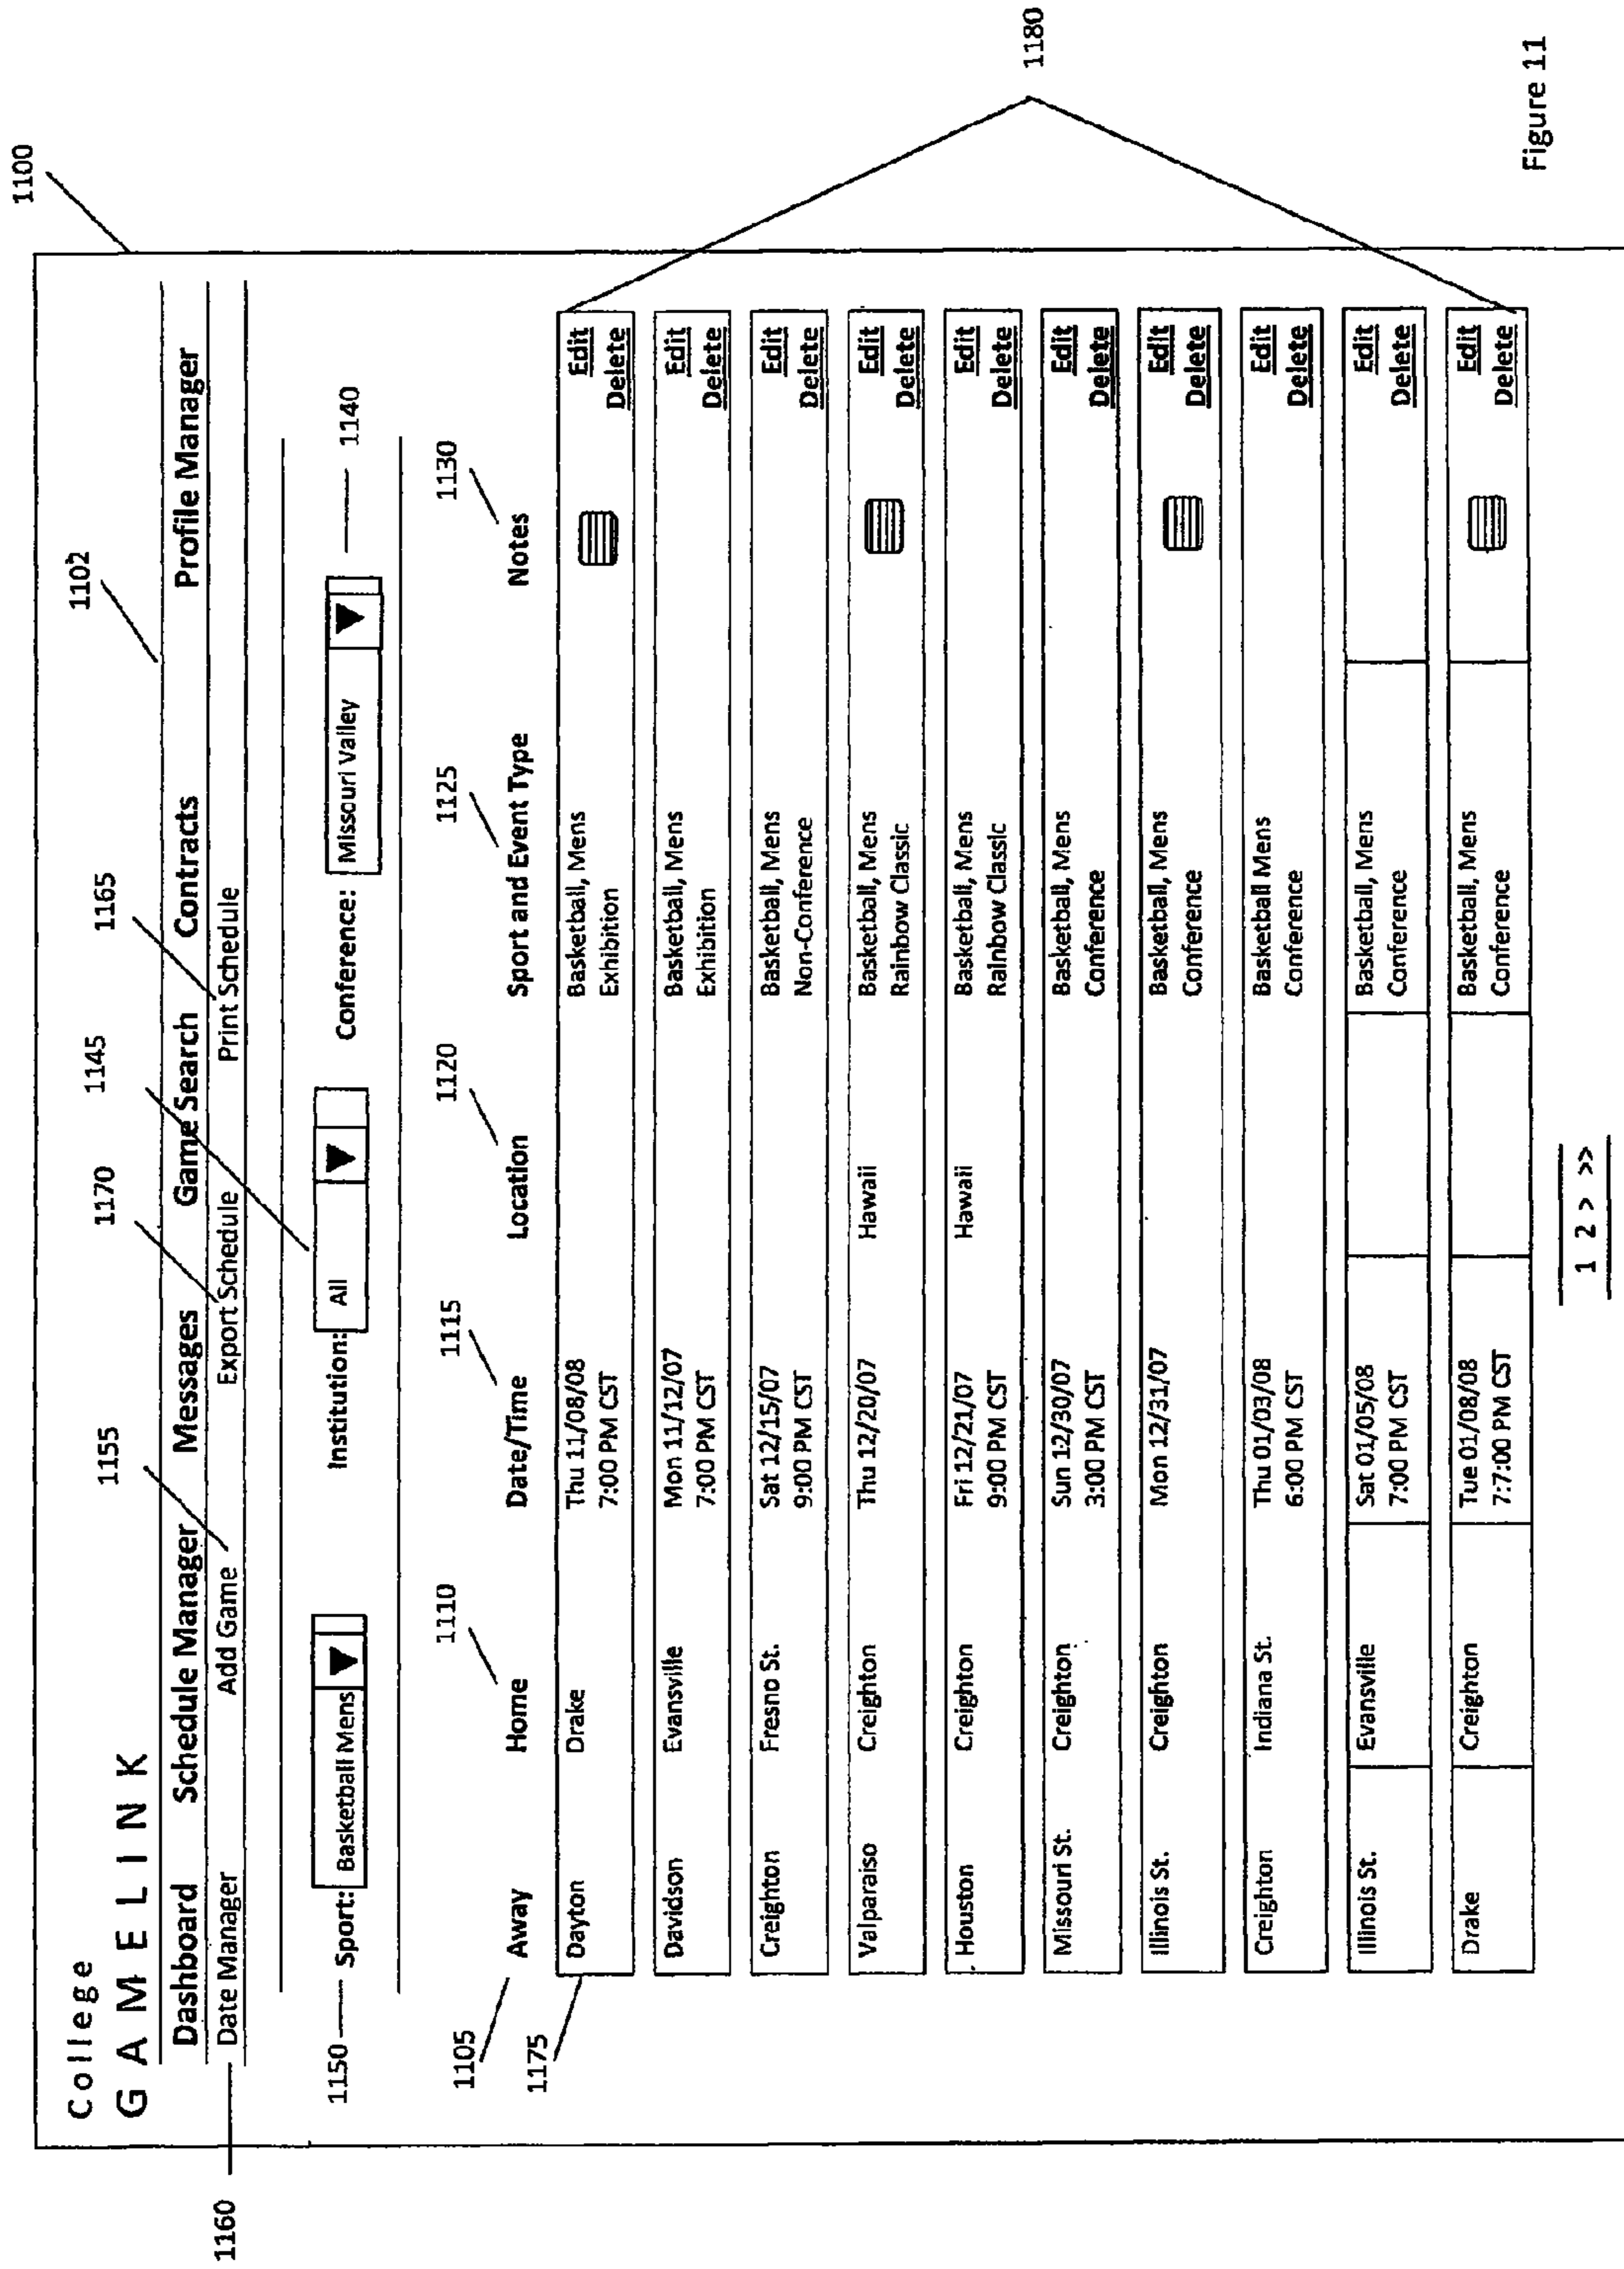 1100
College
G A M E L I N K
1102
Dashboard Schedule Manager Messages Game Search Contracts Profile Manager
1160 Date Manager Add Game Export Schedule Print Schedule
1155 1170 1145 1165
1150 Sport: Basketball Mens ▼ Institution: All ▼ Conference: Missouri Valley ▼ 1140
1105 1110 1115 1120 1125 1130
Away Home Date/Time Location Sport and Event Type Notes
1175
Dayton Drake Thu 11/08/08 Basketball, Mens Edit
7:00 PM CST Exhibition Delete
Davidson Evansville Mon 11/12/07 Basketball, Mens Edit
7:00 PM CST Exhibition Delete
Creighton Fresno St. Sat 12/15/07 Basketball, Mens Edit
9:00 PM CST Non-Conference Delete
Valparaiso Creighton Thu 12/20/07 Hawaii Basketball, Mens Edit
Rainbow Classic Delete
Houston Creighton Fri 12/21/07 Hawaii Basketball, Mens Edit
9:00 PM CST Rainbow Classic Delete
Missouri St. Creighton Sun 12/30/07 Basketball, Mens Edit
3:00 PM CST Conference Delete
Illinois St. Creighton Mon 12/31/07 Basketball, Mens Edit
Conference Delete
Creighton Indiana St. Thu 01/03/08 Basketball Mens Edit
6:00 PM CST Conference Delete
Illinois St. Evansville Sat 01/05/08 Basketball, Mens Edit
7:00 PM CST Conference Delete
Drake Creighton Tue 01/08/08 Basketball, Mens Edit
7:7:00 PM CST Conference Delete
1 2 > >>
1180
Figure 11